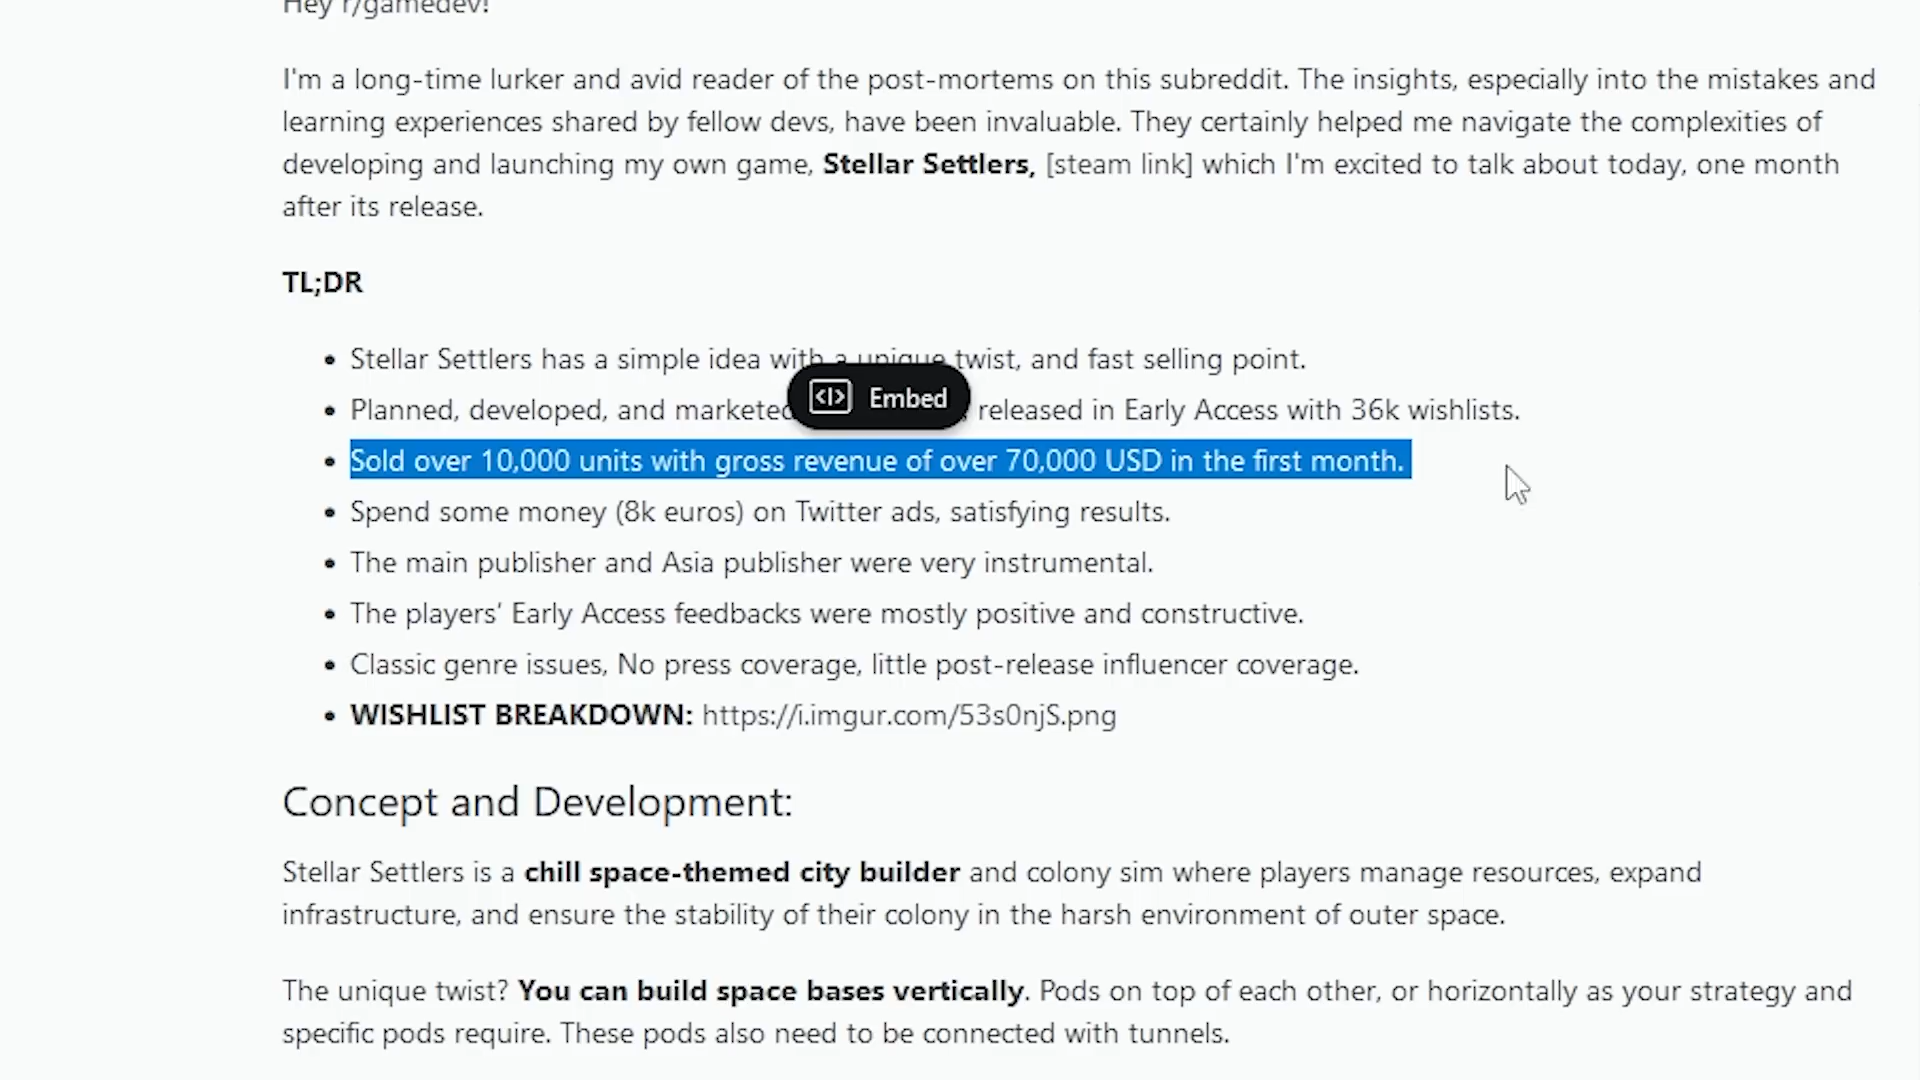 Hey r/gamedev!
I'm a long-time lurker and avid reader of the post-mortems on this subreddit. The insights, especially into the mistakes and
learning experiences shared by fellow devs, have been invaluable. They certainly helped me navigate the complexities of
developing and launching my own game, Stellar Settlers, [steam link] which I'm excited to talk about today, one month
after its release.
TL;DR
• Stellar Settlers has a simple idea with a unique twist, and fast selling point.
Embed
• Planned, developed, and marketed released in Early Access with 36k wishlists.
• Sold over 10,000 units with gross revenue of over 70,000 USD in the first month.
• Spend some money (8k euros) on Twitter ads, satisfying results.
• The main publisher and Asia publisher were very instrumental.
• The players' Early Access feedbacks were mostly positive and constructive.
• Classic genre issues, No press coverage, little post-release influencer coverage.
• WISHLIST BREAKDOWN: https://i.imgur.com/53s0njS.png
Concept and Development:
Stellar Settlers is a chill space-themed city builder and colony sim where players manage resources, expand
infrastructure, and ensure the stability of their colony in the harsh environment of outer space.
The unique twist? You can build space bases vertically. Pods on top of each other, or horizontally as your strategy and
specific pods require. These pods also need to be connected with tunnels.